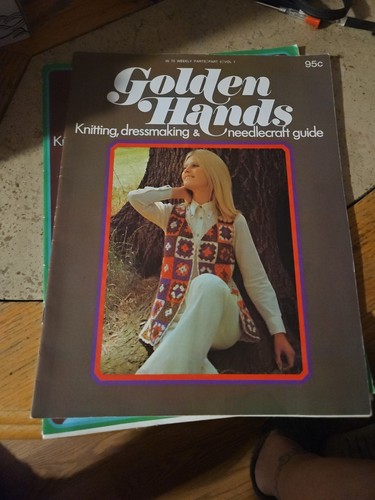 95c
Golden
Hands
Knitting, dressmaking & needlecraft guide